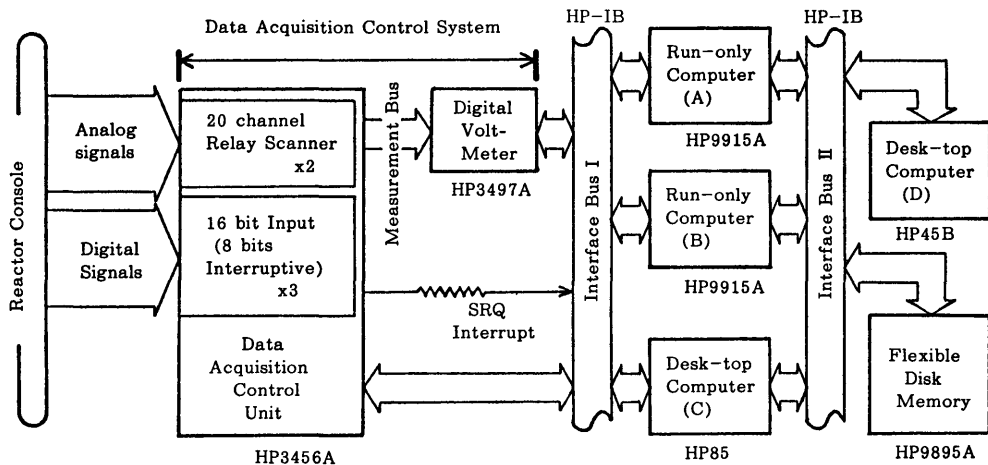 Data Acquisition Control System
HP-IB
HP-IB
Reactor Console
Analog
signals
Digital
Signals
20 channel
Relay Scanner
x2
16 bit Input
(8 bits
Interruptive)
x3
Data
Acquisition
Control
Unit
HP3456A
Measurement Bus
Digital
Volt-
Meter
HP3497A
SRQ
Interrupt
Interface Bus I
Run-only
Computer
(A)
HP9915A
Run-only
Computer
(B)
HP9915A
Desk-top
Computer
(C)
HP85
Interface Bus II
Desk-top
Computer
(D)
HP45B
Flexible
Disk
Memory
HP9895A